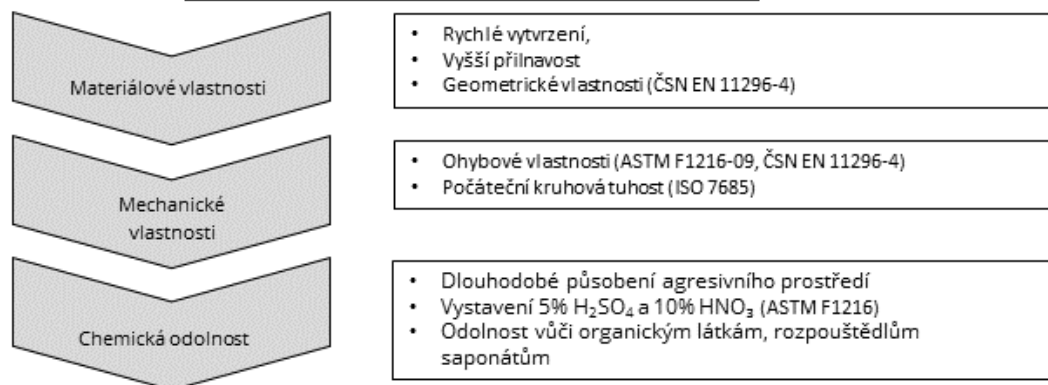 Materiálové vlastnosti
• Rychlé vytvrzení,
• Vyšší přilnavost
• Geometrické vlastnosti (ČSN EN 11296-4)
Mechanické
vlastnosti
• Ohybové vlastnosti (ASTM F1216-09, ČSN EN 11296-4)
• Počáteční kruhová tuhost (ISO 7685)
Chemická odolnost
• Dlouhodobé působení agresivního prostředí
• Vystavení 5% H₂SO₄ a 10% HNO₃ (ASTM F1216)
• Odolnost vůči organickým látkám, rozpouštědlům
saponátům